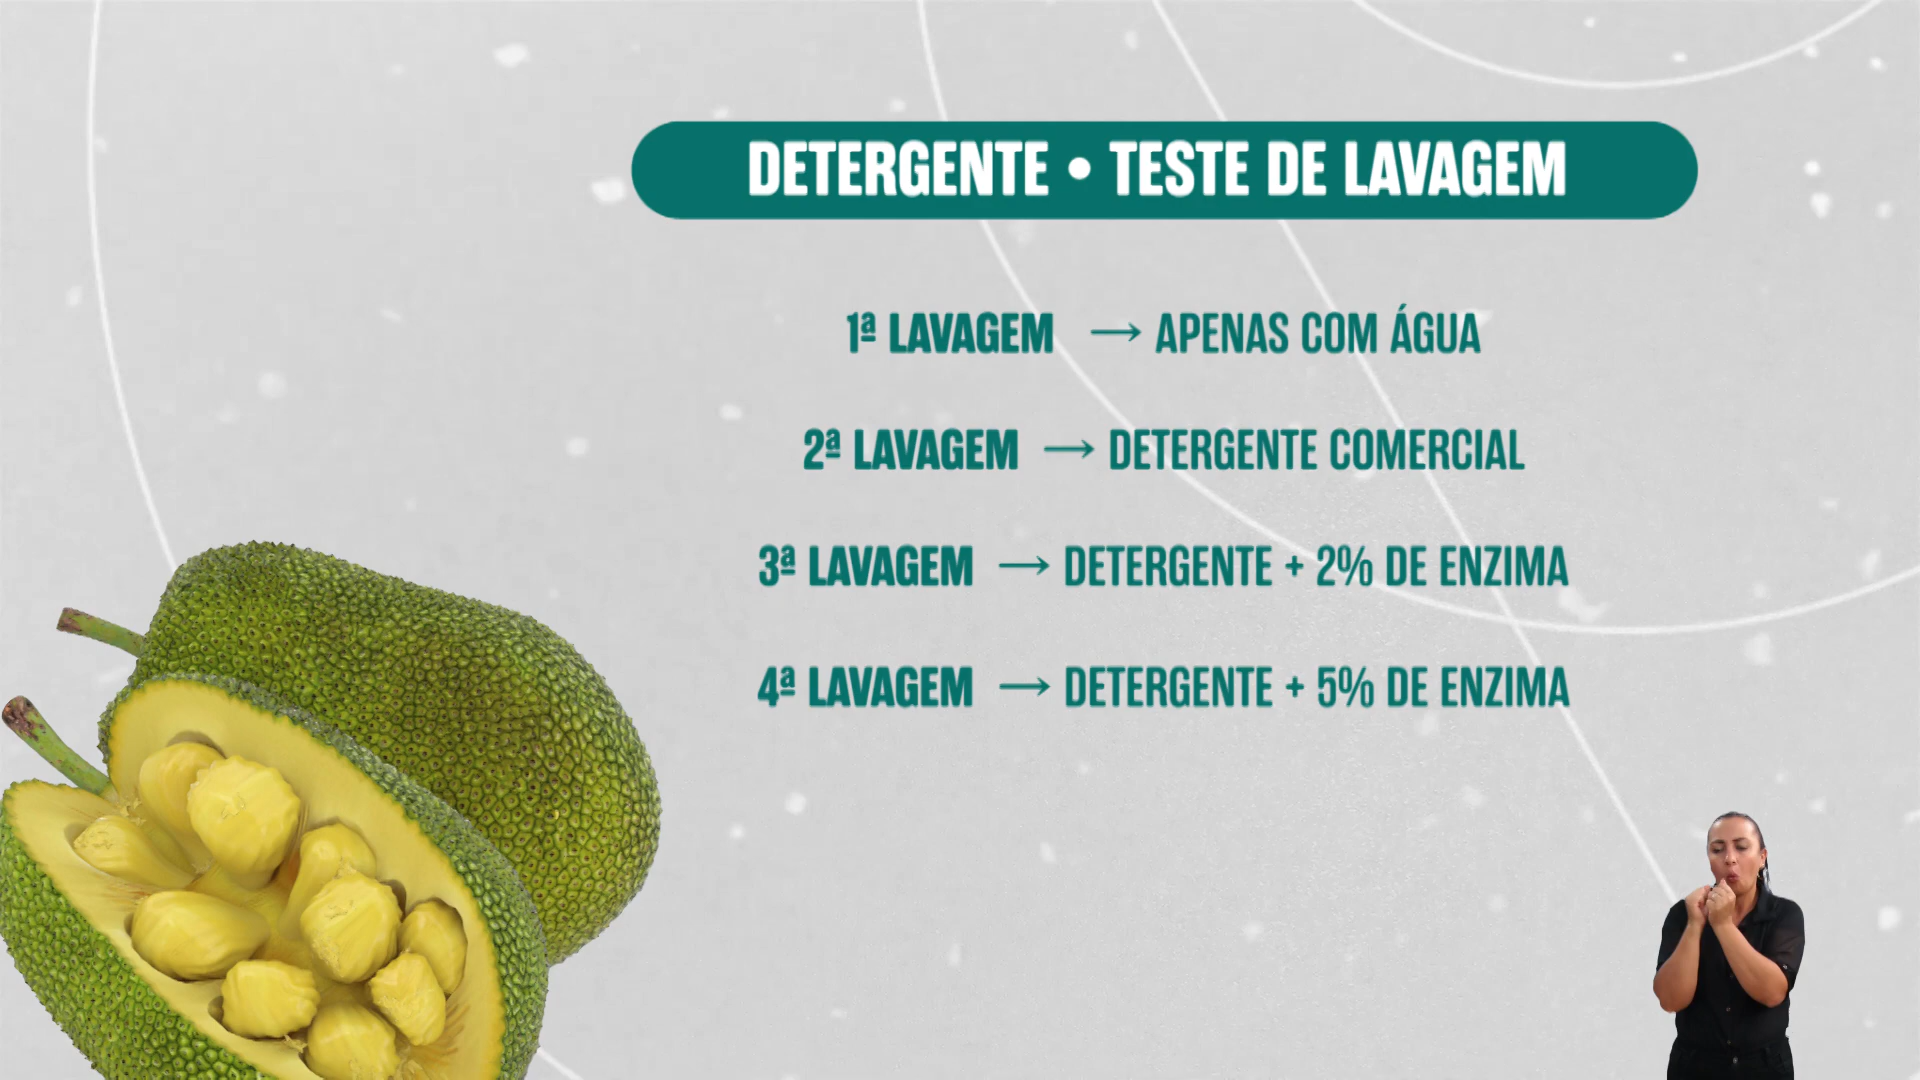 DETERGENTE • TESTE DE LAVAGEM
1ª LAVAGEM → APENAS COM ÁGUA
2ª LAVAGEM → DETERGENTE COMERCIAL
3ª LAVAGEM → DETERGENTE + 2% DE ENZIMA
4ª LAVAGEM → DETERGENTE + 5% DE ENZIMA